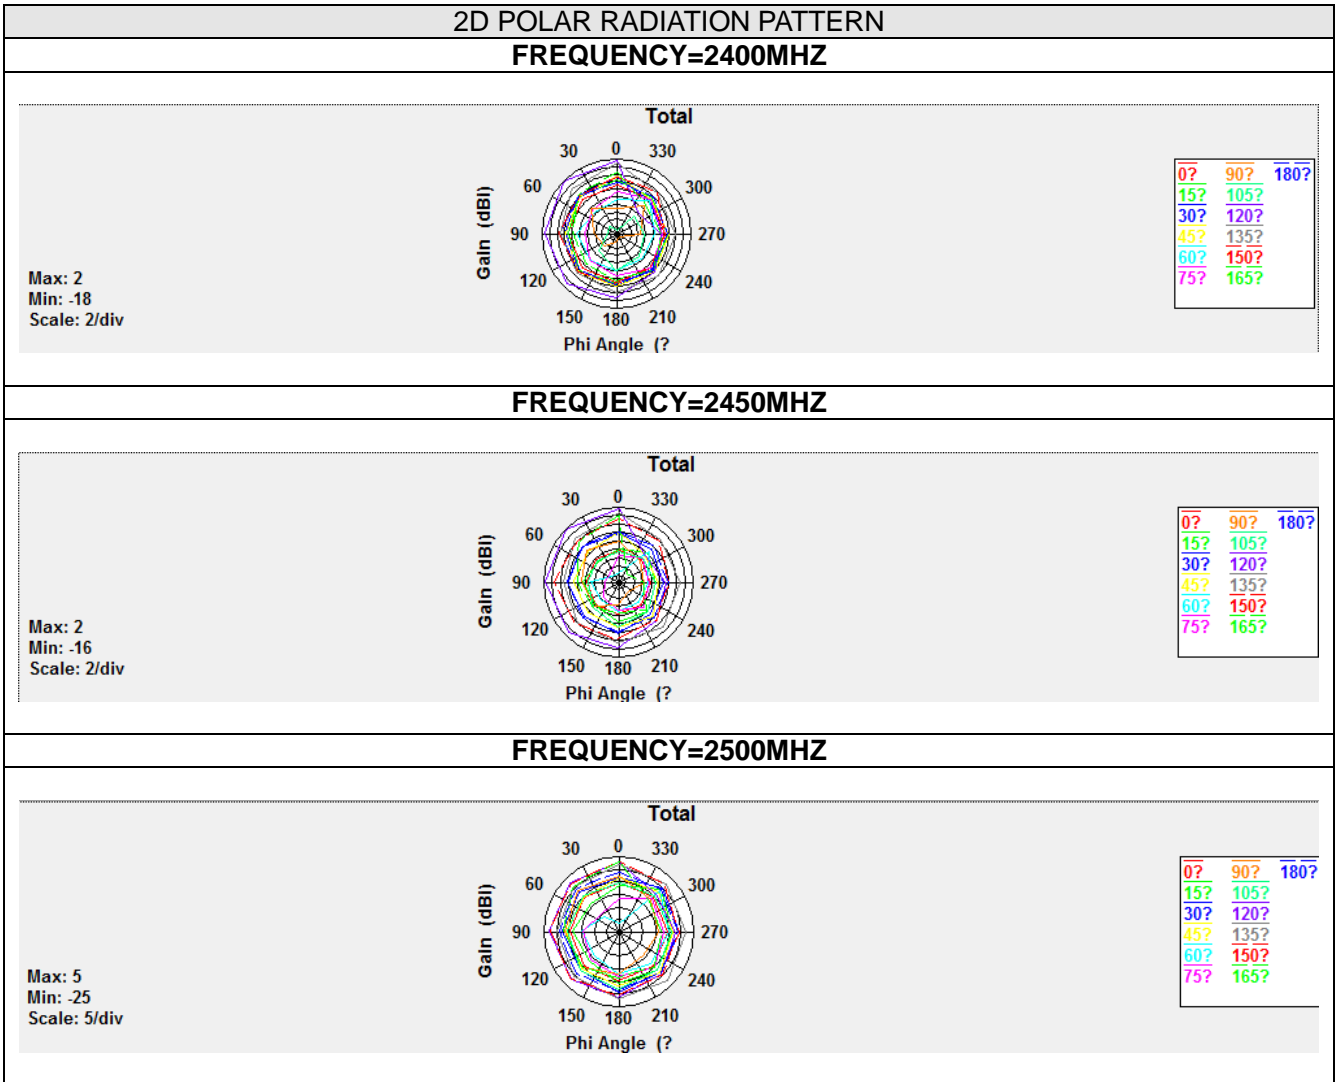 2D POLAR RADIATION PATTERN
FREQUENCY=2400MHZ
Total
30 0 330
60 300
90 270
120 240
150 180 210
Gain (dBi)
Phi Angle (?
Max: 2
Min: -18
Scale: 2/div
0? 90? 180?
15? 105?
30? 120?
45? 135?
60? 150?
75? 165?
FREQUENCY=2450MHZ
Total
30 0 330
60 300
90 270
120 240
150 180 210
Gain (dBi)
Phi Angle (?
Max: 2
Min: -16
Scale: 2/div
0? 90? 180?
15? 105?
30? 120?
45? 135?
60? 150?
75? 165?
FREQUENCY=2500MHZ
Total
30 0 330
60 300
90 270
120 240
150 180 210
Gain (dBi)
Phi Angle (?
Max: 5
Min: -25
Scale: 5/div
0? 90? 180?
15? 105?
30? 120?
45? 135?
60? 150?
75? 165?